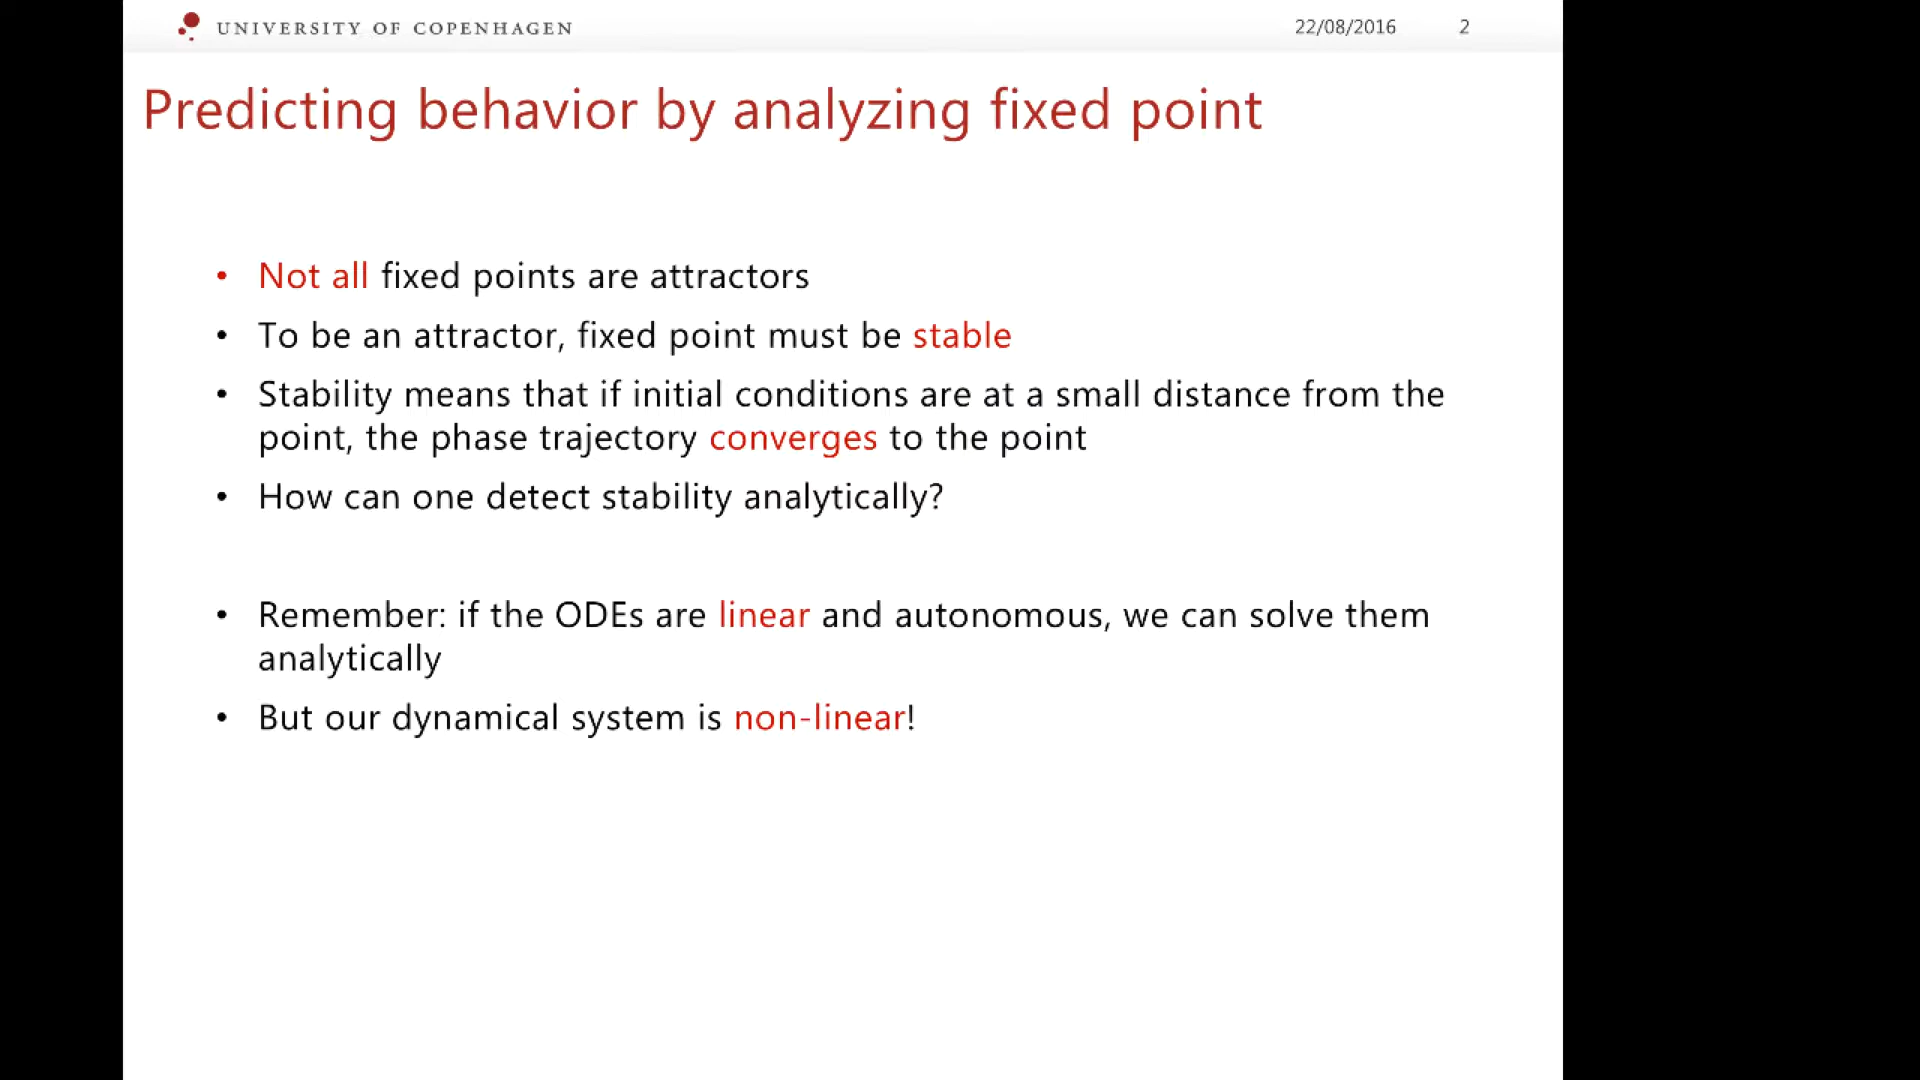 UNIVERSITY OF COPENHAGEN
22/08/2016 2
Predicting behavior by analyzing fixed point
• Not all fixed points are attractors
• To be an attractor, fixed point must be stable
• Stability means that if initial conditions are at a small distance from the
point, the phase trajectory converges to the point
• How can one detect stability analytically?
• Remember: if the ODEs are linear and autonomous, we can solve them
analytically
• But our dynamical system is non-linear!